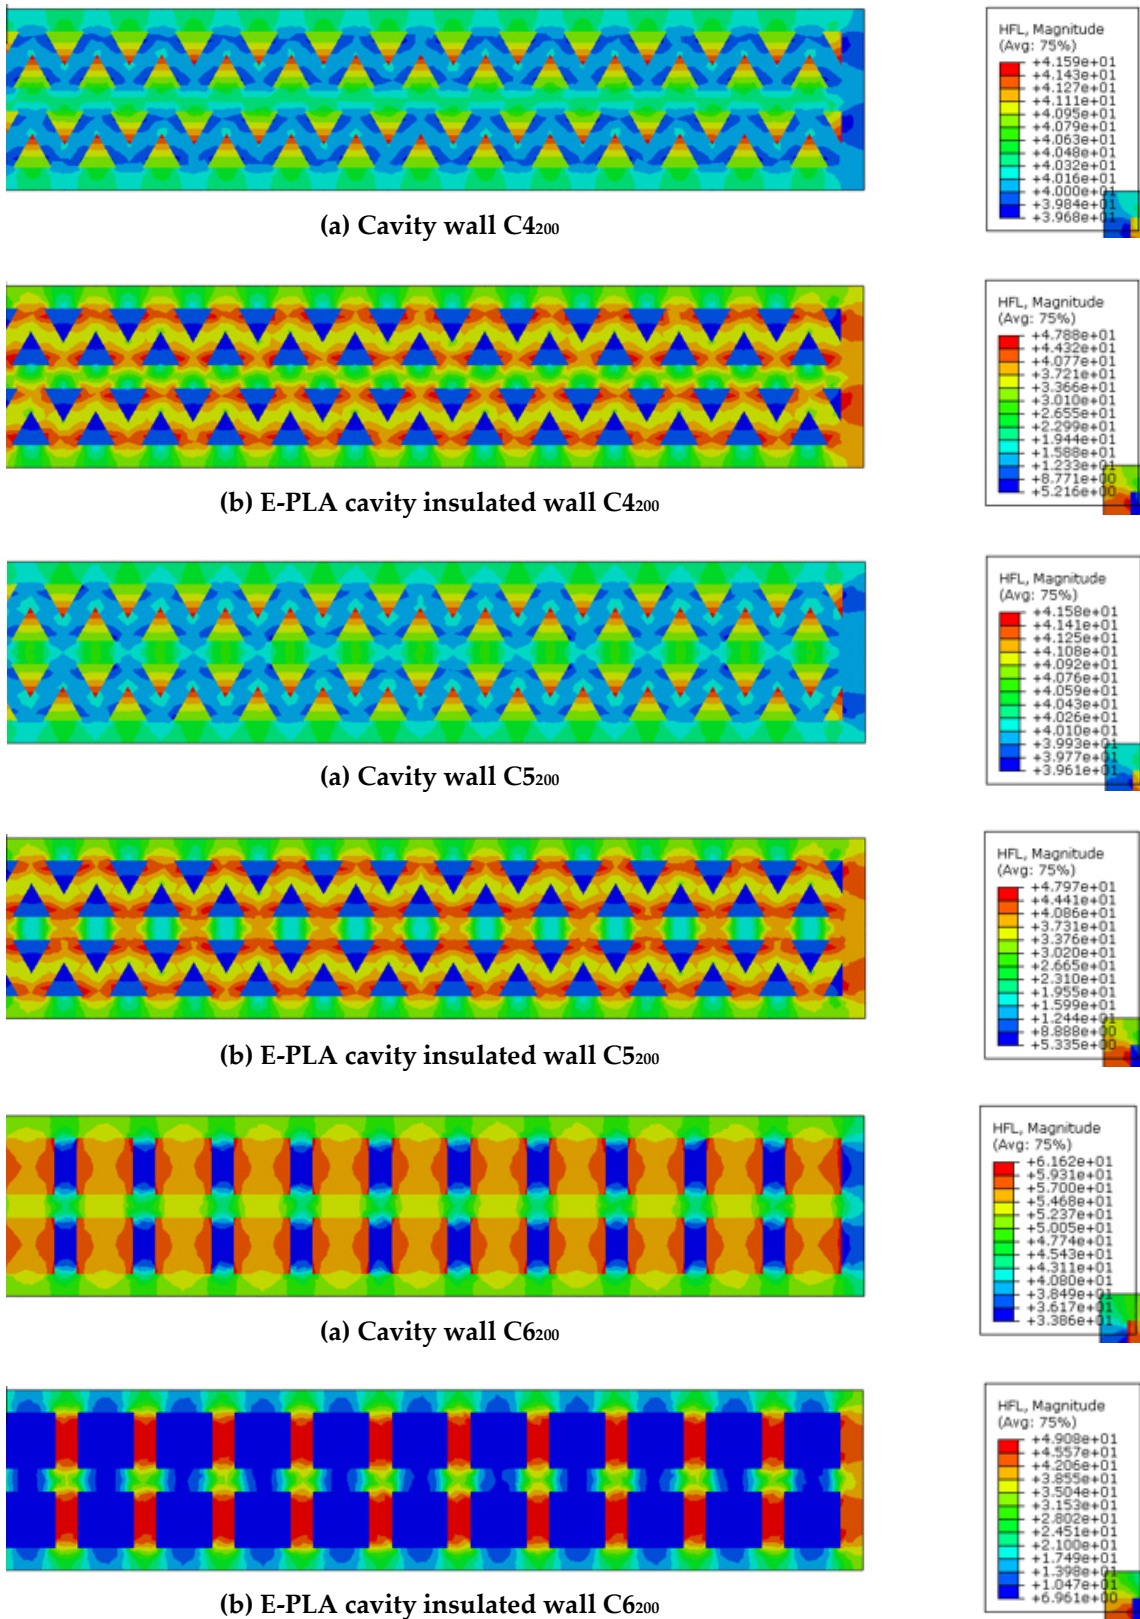 HFL, Magnitude
(Avg: 75%)
+4.159e+01
+4.143e+01
+4.127e+01
+4.111e+01
+4.095e+01
+4.079e+01
+4.063e+01
+4.048e+01
+4.032e+01
+4.016e+01
+4.000e+01
+3.984e+01
+3.968e+01
(a) Cavity wall C4200
HFL, Magnitude
(Avg: 75%)
+4.788e+01
+4.432e+01
+4.077e+01
+3.721e+01
+3.366e+01
+3.010e+01
+2.655e+01
+2.299e+01
+1.944e+01
+1.588e+01
+1.233e+01
+8.771e+00
+5.216e+00
(b) E-PLA cavity insulated wall C4200
HFL, Magnitude
(Avg: 75%)
+4.158e+01
+4.141e+01
+4.125e+01
+4.108e+01
+4.092e+01
+4.076e+01
+4.059e+01
+4.043e+01
+4.026e+01
+4.010e+01
+3.993e+01
+3.977e+01
+3.961e+01
(a) Cavity wall C5200
HFL, Magnitude
(Avg: 75%)
+4.797e+01
+4.441e+01
+4.086e+01
+3.731e+01
+3.376e+01
+3.020e+01
+2.665e+01
+2.310e+01
+1.955e+01
+1.599e+01
+1.244e+01
+8.888e+00
+5.335e+00
(b) E-PLA cavity insulated wall C5200
HFL, Magnitude
(Avg: 75%)
+6.162e+01
+5.931e+01
+5.700e+01
+5.468e+01
+5.237e+01
+5.005e+01
+4.774e+01
+4.543e+01
+4.311e+01
+4.080e+01
+3.849e+01
+3.617e+01
+3.386e+01
(a) Cavity wall C6200
HFL, Magnitude
(Avg: 75%)
+4.908e+01
+4.557e+01
+4.206e+01
+3.855e+01
+3.504e+01
+3.153e+01
+2.802e+01
+2.451e+01
+2.100e+01
+1.749e+01
+1.398e+01
+1.047e+01
+6.961e+00
(b) E-PLA cavity insulated wall C6200